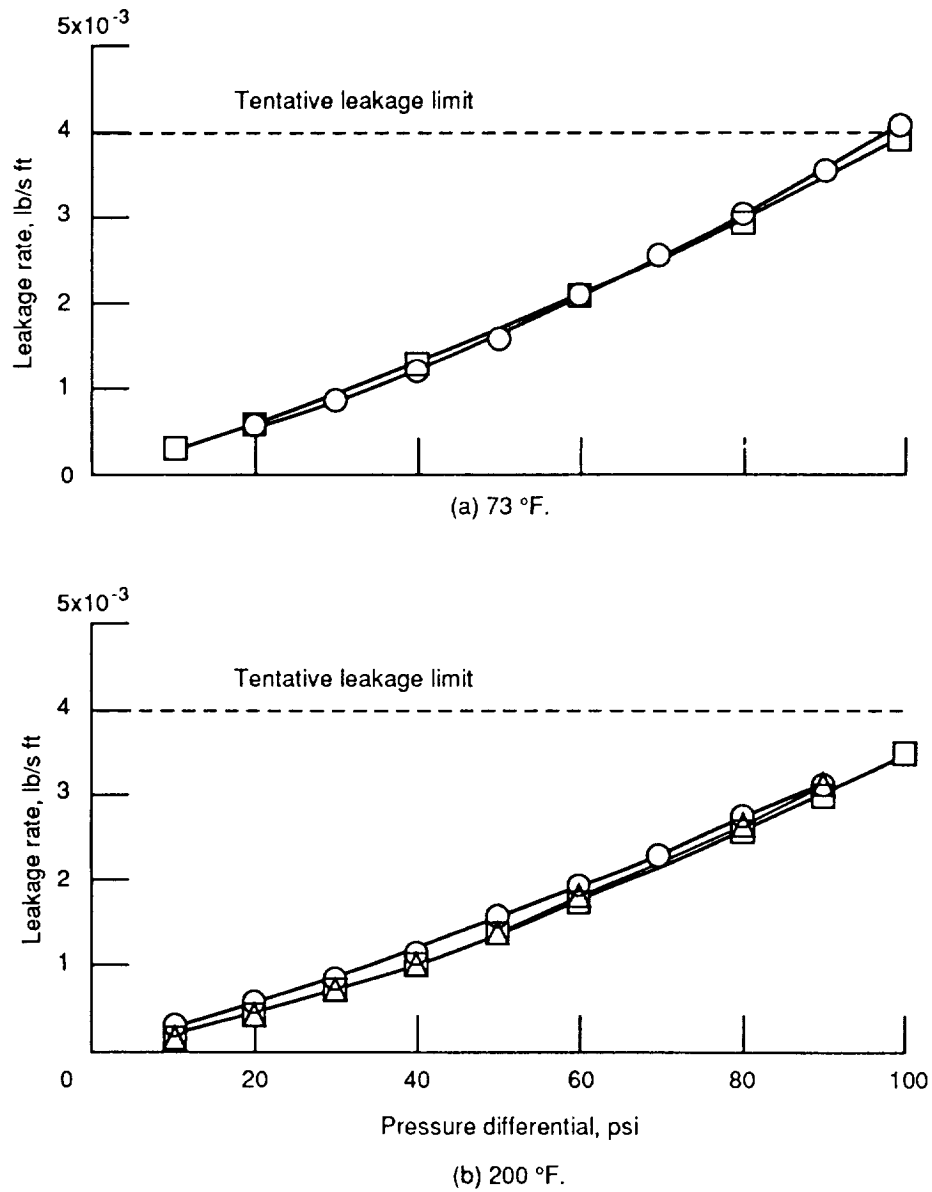 5x10-3
Tentative leakage limit
4
3
2
1
0
Leakage rate, lb/s ft
(a) 73 °F.
5x10-3
Tentative leakage limit
4
3
2
1
Leakage rate, lb/s ft
0 20 40 60 80 100
Pressure differential, psi
(b) 200 °F.